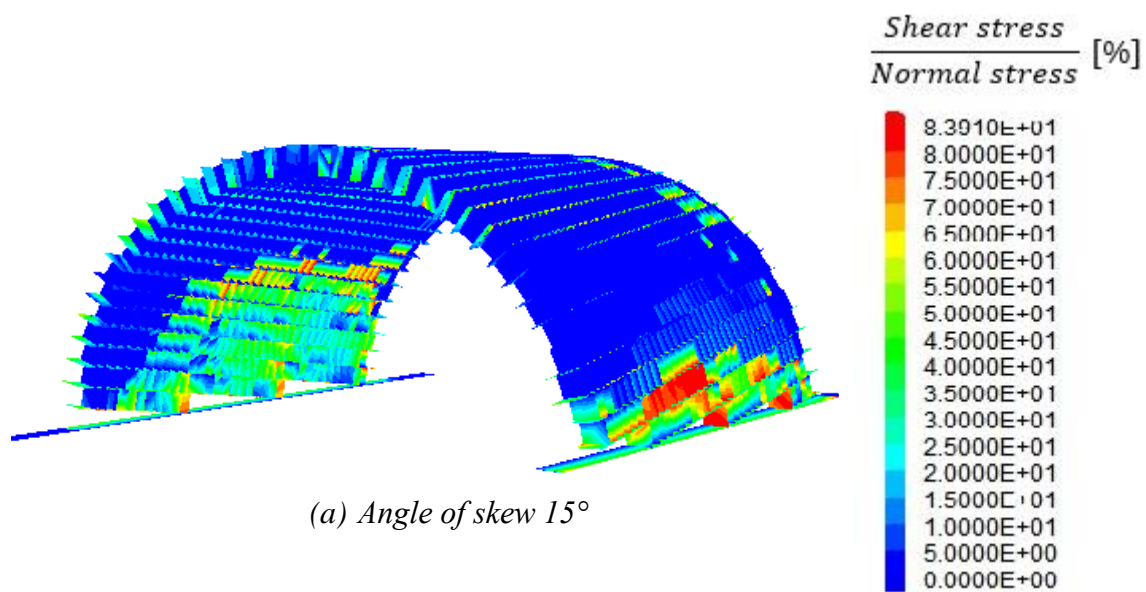 Shear stress
Normal stress [%]
8.3910E+01
8.0000E+01
7.5000E+01
7.0000E+01
6.5000E+01
6.0000E+01
5.5000E+01
5.0000E+01
4.5000E+01
4.0000E+01
3.5000E+01
3.0000E+01
2.5000E+01
2.0000E+01
1.5000E+01
1.0000E+01
5.0000E+00
0.0000E+00
(a) Angle of skew 15°